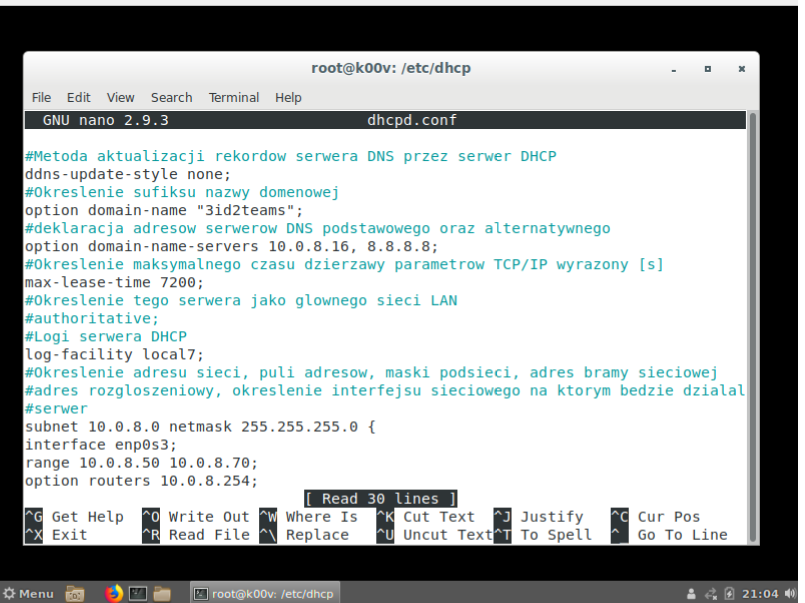 root@k00v: /etc/dhcp
File Edit View Search Terminal Help
GNU nano 2.9.3 dhcpd.conf
#Metoda aktualizacji rekordow serwera DNS przez serwer DHCP
ddns-update-style none;
#Okreslenie sufiksu nazwy domenowej
option domain-name "3id2teams";
#deklaracja adresow serwerow DNS podstawowego oraz alternatywnego
option domain-name-servers 10.0.8.16, 8.8.8.8;
#Okreslenie maksymalnego czasu dzierzawy parametrow TCP/IP wyrazony [s]
max-lease-time 7200;
#Okreslenie tego serwera jako glownego sieci LAN
#authoritative;
#Logi serwera DHCP
log-facility local7;
#Okreslenie adresu sieci, puli adresow, maski podsieci, adres bramy sieciowej
#adres rozgloszeniowy, okreslenie interfejsu sieciowego na ktorym bedzie dzialal
#serwer
subnet 10.0.8.0 netmask 255.255.255.0 {
interface enp0s3;
range 10.0.8.50 10.0.8.70;
option routers 10.0.8.254;
[ Read 30 lines ]
^G Get Help ^O Write Out ^W Where Is ^K Cut Text ^J Justify ^C Cur Pos
^X Exit ^R Read File ^\ Replace ^U Uncut Text ^T To Spell ^_ Go To Line
Menu root@k00v: /etc/dhcp 21:04